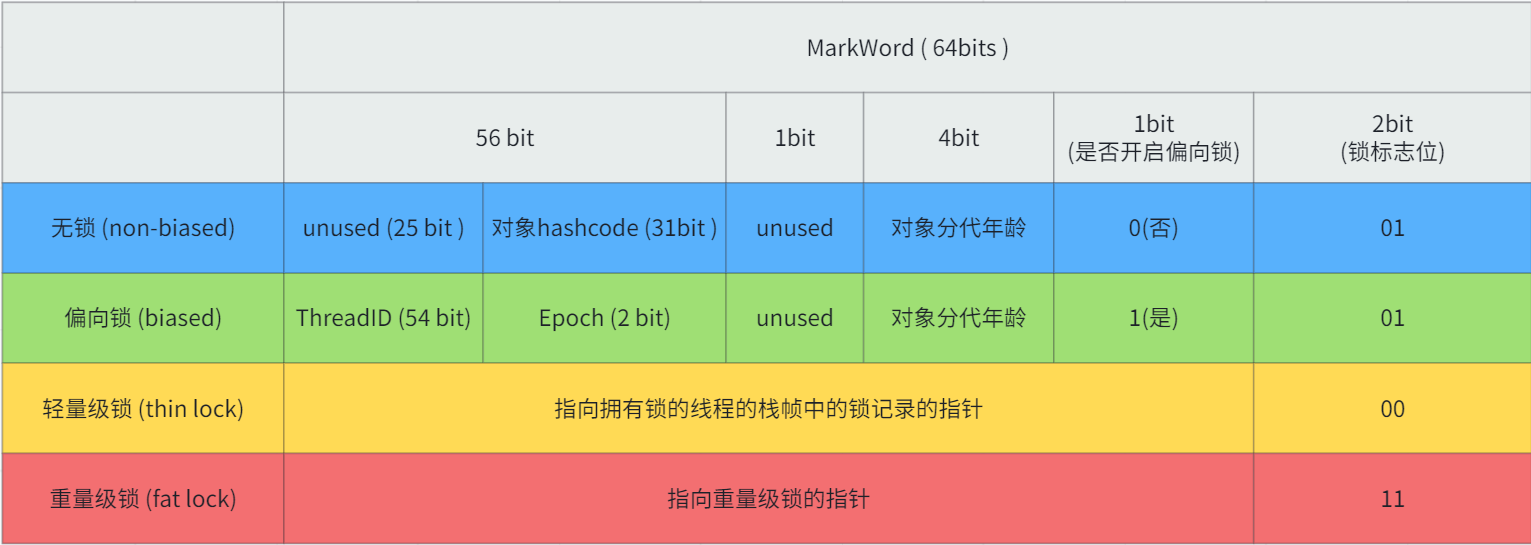 MarkWord ( 64bits )
56 bit
1bit
4bit
1bit
(是否开启偏向锁)
2bit
(锁标志位)
无锁 (non-biased)
unused (25 bit )
对象hashcode (31bit )
unused
对象分代年龄
0(否)
01
偏向锁 (biased)
ThreadID (54 bit)
Epoch (2 bit)
unused
对象分代年龄
1(是)
01
轻量级锁 (thin lock)
指向拥有锁的线程的栈帧中的锁记录的指针
00
重量级锁 (fat lock)
指向重量级锁的指针
11